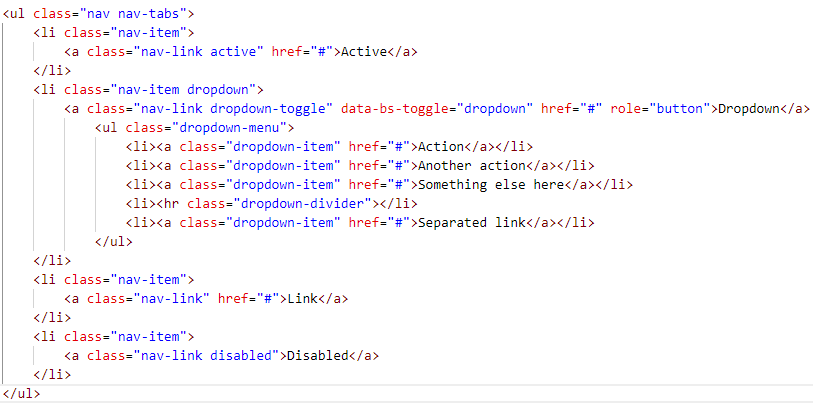 <ul class="nav nav-tabs">
    <li class="nav-item">
        <a class="nav-link active" href="#">Active</a>
    </li>
    <li class="nav-item dropdown">
        <a class="nav-link dropdown-toggle" data-bs-toggle="dropdown" href="#" role="button">Dropdown</a>
            <ul class="dropdown-menu">
                <li><a class="dropdown-item" href="#">Action</a></li>
                <li><a class="dropdown-item" href="#">Another action</a></li>
                <li><a class="dropdown-item" href="#">Something else here</a></li>
                <li><hr class="dropdown-divider"></li>
                <li><a class="dropdown-item" href="#">Separated link</a></li>
            </ul>
    </li>
    <li class="nav-item">
        <a class="nav-link" href="#">Link</a>
    </li>
    <li class="nav-item">
        <a class="nav-link disabled">Disabled</a>
    </li>
</ul>